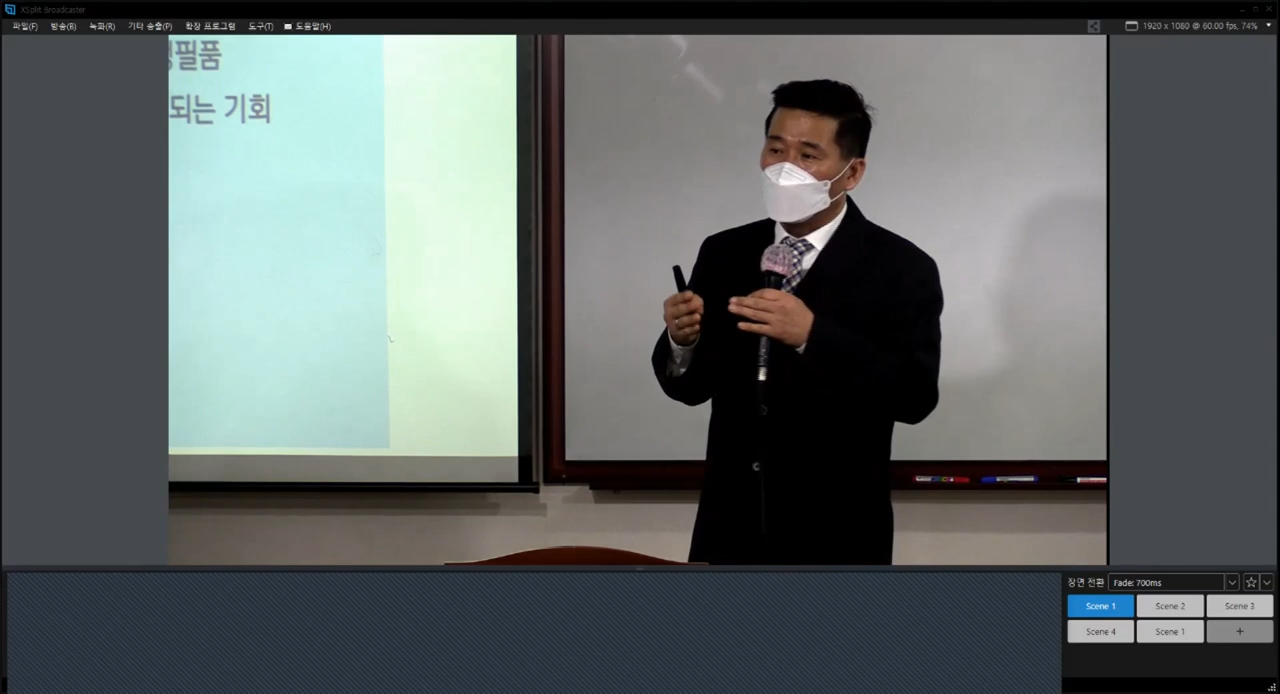 XSplit Broadcaster
파일(F) 방송(B) 녹화(R) 기타 송출(P) 확장 프로그램 도구(T) 도움말(H)
1920 x 1080 @ 60.00 fps, 74%
필품
되는 기회
장면 전환 Fade: 700ms
Scene 1 Scene 2 Scene 3
Scene 4 Scene 1 +